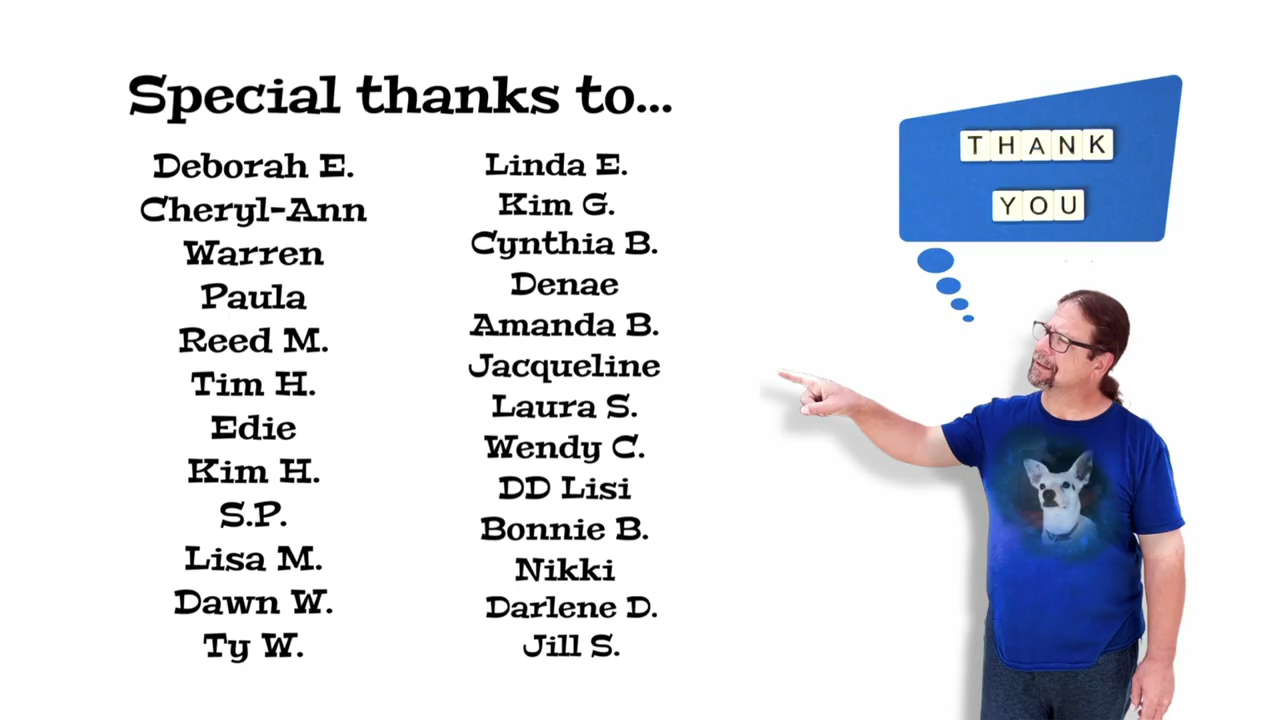 Special thanks to...
Deborah E.
Cheryl-Ann
Warren
Paula
Reed M.
Tim H.
Edie
Kim H.
S.P.
Lisa M.
Dawn W.
Ty W.
Linda E.
Kim G.
Cynthia B.
Denae
Amanda B.
Jacqueline
Laura S.
Wendy C.
DD Lisi
Bonnie B.
Nikki
Darlene D.
Jill S.
THANK
YOU